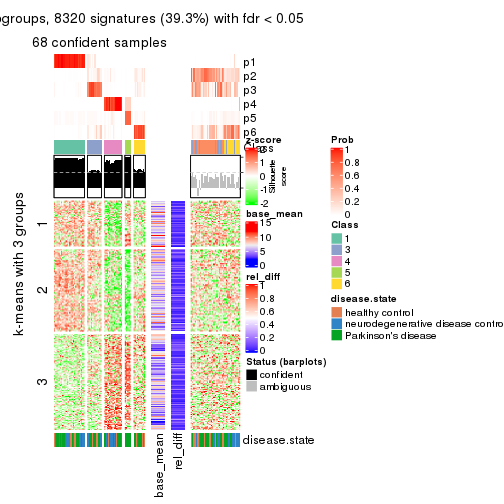 groups, 8320 signatures (39.3%) with fdr < 0.05
68 confident samples
p1
p2
p3
p4
p5
p6
Class
Silhouette
score
1
2
3
k-means with 3 groups
base_mean
rel_diff
disease.state
z-score
1
0
-1
-2
base_mean
15
10
5
0
rel_diff
1
0.8
0.6
0.4
0.2
0
Status (barplots)
confident
ambiguous
Prob
1
0.8
0.6
0.4
0.2
0
Class
1
3
4
5
6
disease.state
healthy control
neurodegenerative disease contro
Parkinson's disease